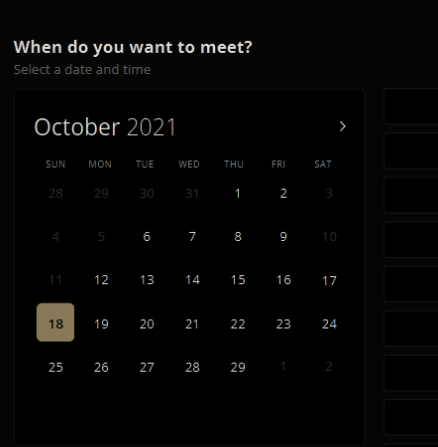 When do you want to meet?
Select a date and time
October 2021 >
SUN MON TUE WED THU FRI SAT
28 29 30 31 1 2 3
4 5 6 7 8 9 10
11 12 13 14 15 16 17
18 19 20 21 22 23 24
25 26 27 28 29 1 2